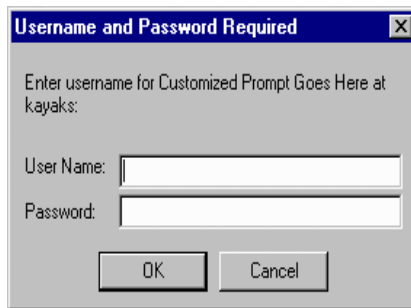 Username and Password Required
Enter username for Customized Prompt Goes Here at
kayaks:
User Name:
Password:
OK Cancel